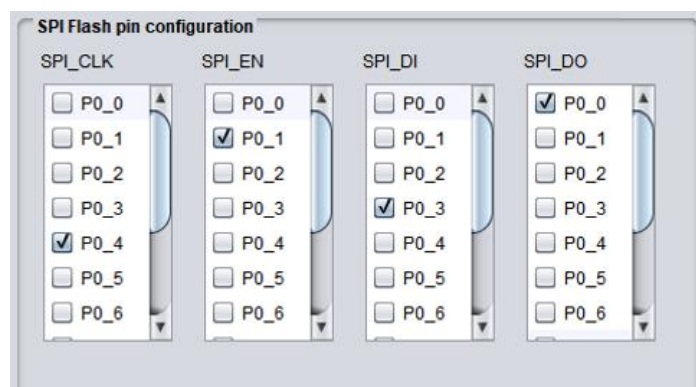 SPI Flash pin configuration
SPI_CLK SPI_EN SPI_DI SPI_DO
P0_0 P0_0 P0_0 P0_0
P0_1 P0_1 P0_1 P0_1
P0_2 P0_2 P0_2 P0_2
P0_3 P0_3 P0_3 P0_3
P0_4 P0_4 P0_4 P0_4
P0_5 P0_5 P0_5 P0_5
P0_6 P0_6 P0_6 P0_6